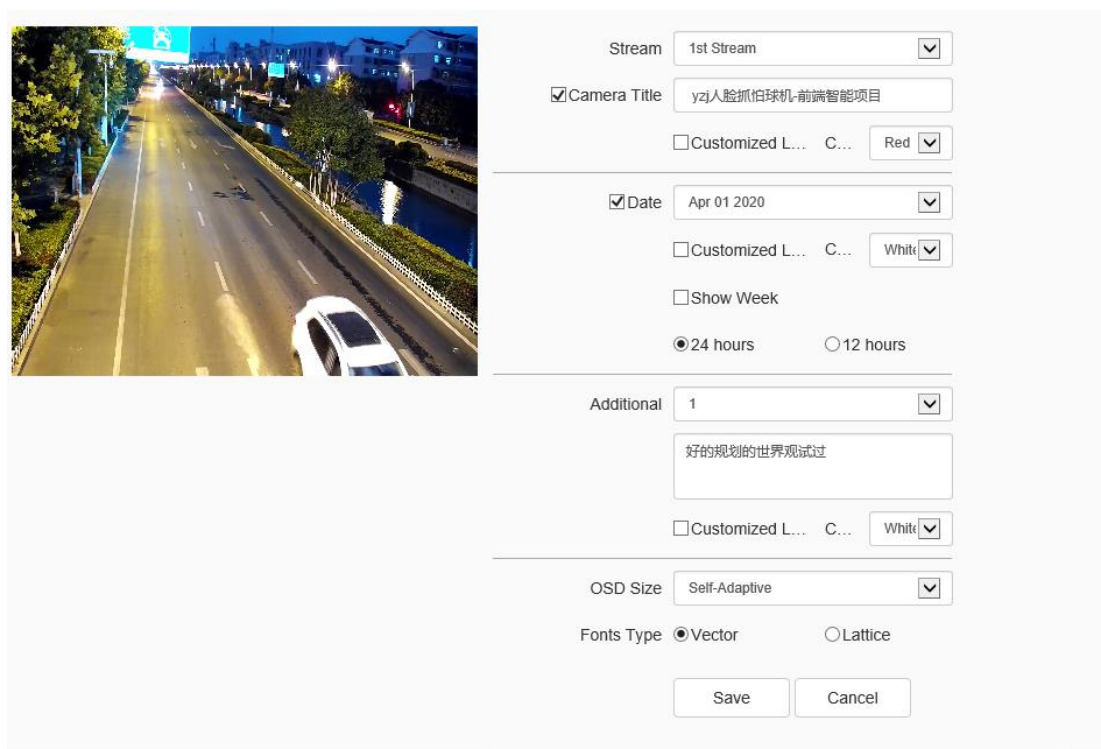 Stream 1st Stream
Camera Title yzj人脸抓怕球机-前端智能项目
Customized L... C... Red
Date Apr 01 2020
Customized L... C... White
Show Week
24 hours 12 hours
Additional 1
好的规划的世界观试过
Customized L... C... White
OSD Size Self-Adaptive
Fonts Type Vector Lattice
Save Cancel